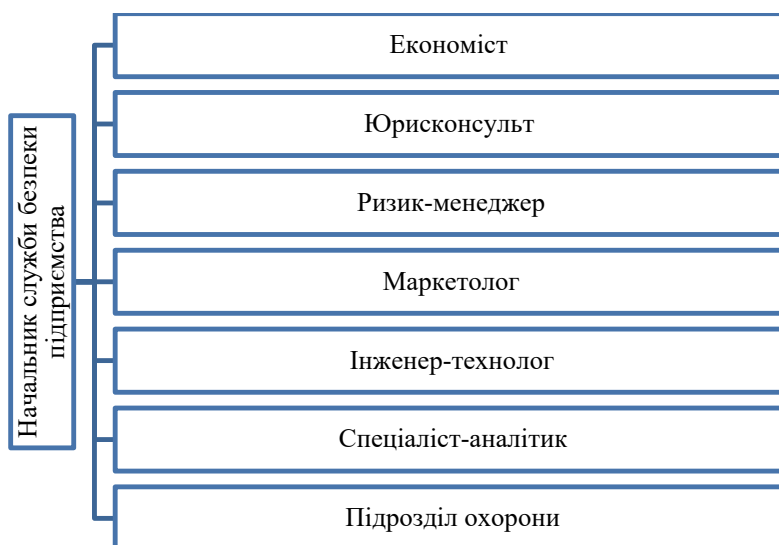 Начальник служби безпеки
підприємства
Економіст
Юрисконсульт
Ризик-менеджер
Маркетолог
Інженер-технолог
Спеціаліст-аналітик
Підрозділ охорони